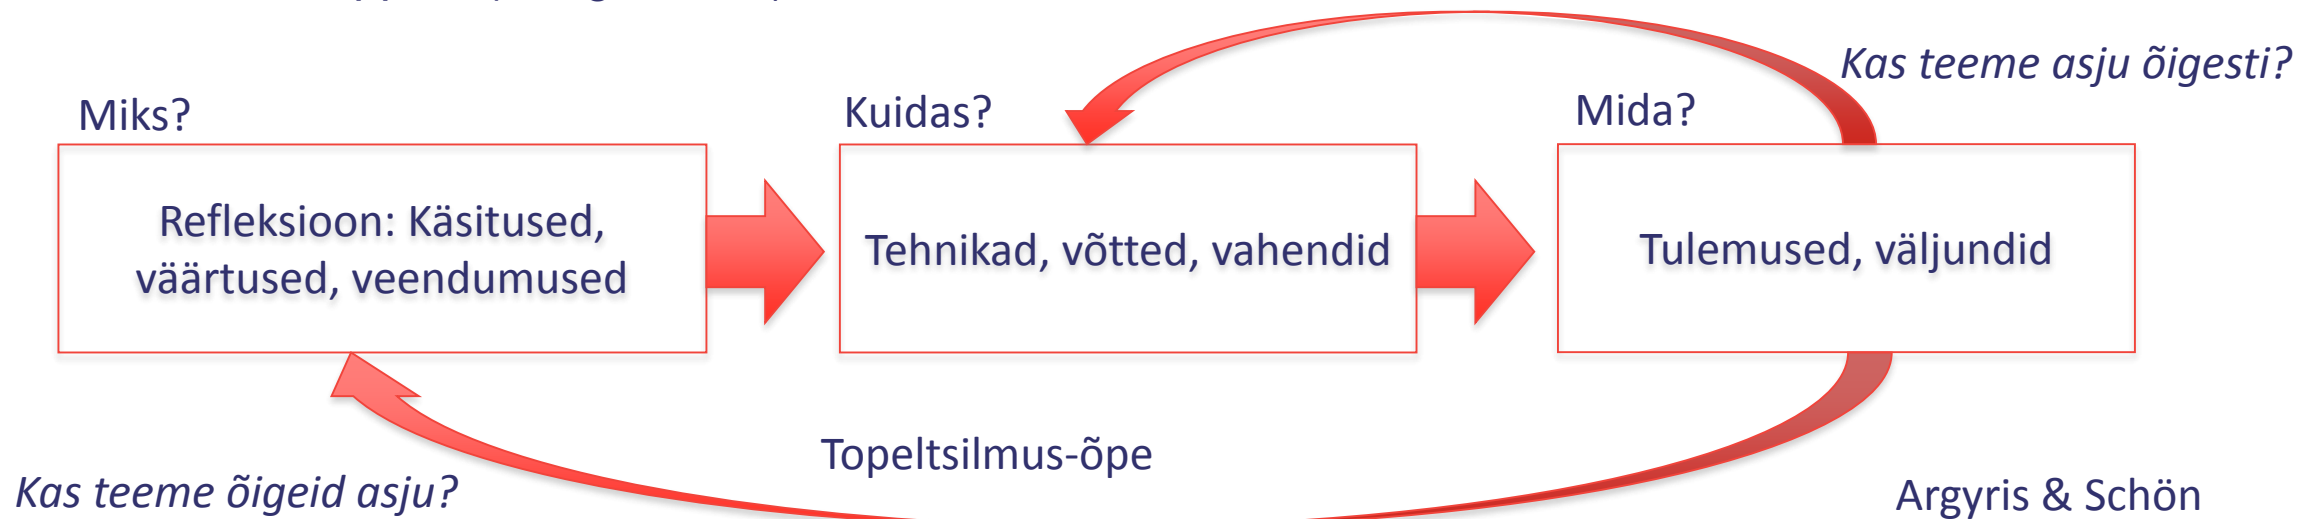 Kas teeme asju õigesti?
Miks?
Kuidas?
Mida?
Refleksioon: Käsitused,
väärtused, veendumused
Tehnikad, võtted, vahendid
Tulemused, väljundid
Topeltsilmus-õpe
Kas teeme õigeid asju?
Argyris & Schön